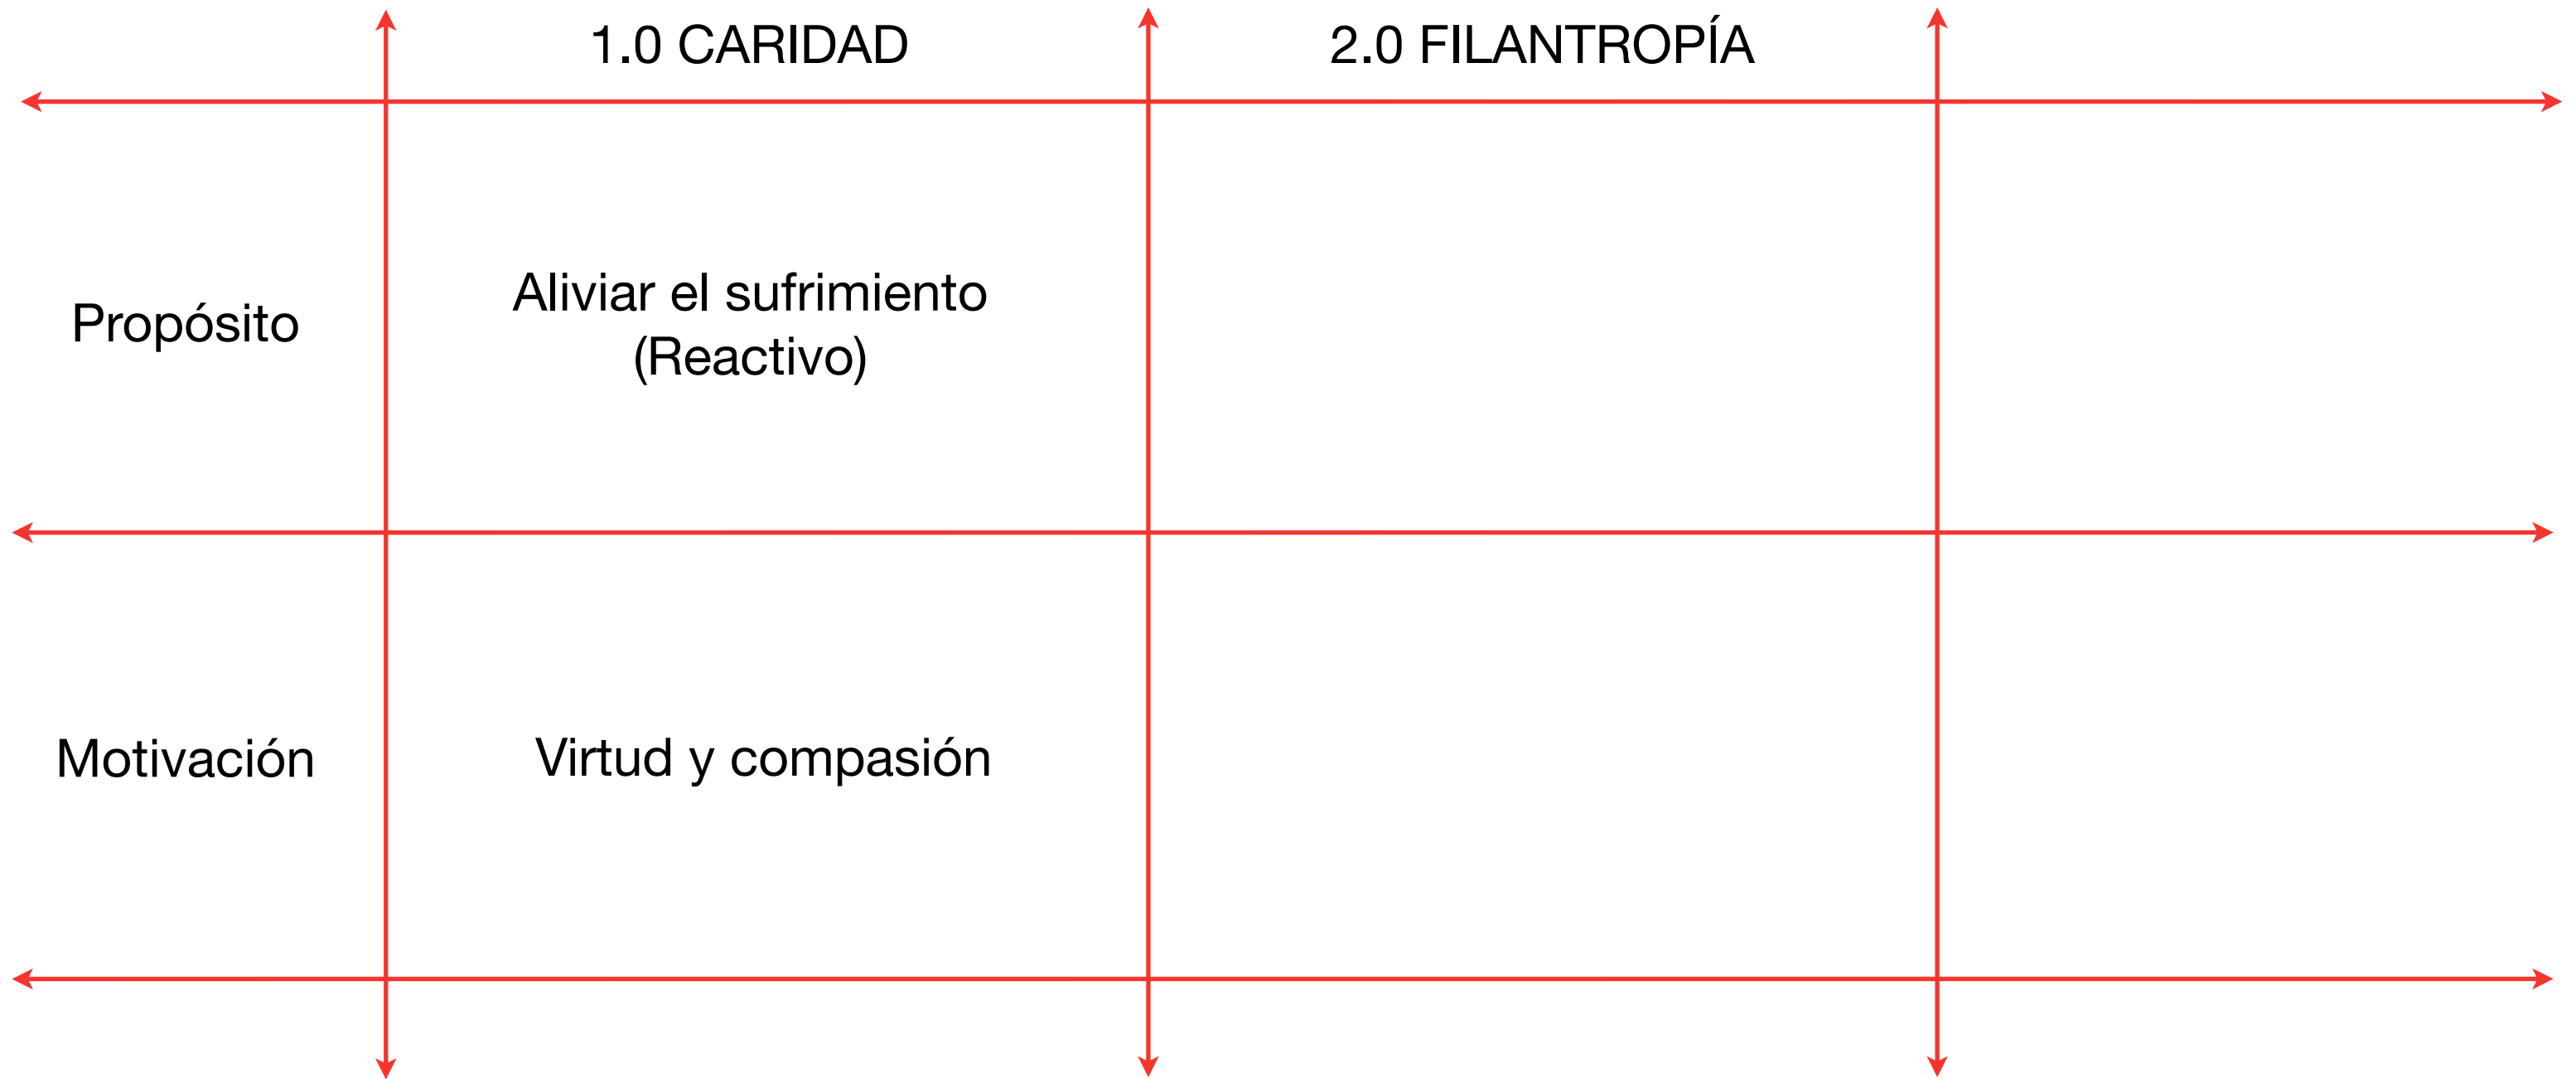 1.0 CARIDAD
2.0 FILANTROPÍA
Propósito
Aliviar el sufrimiento
(Reactivo)
Motivación
Virtud y compasión